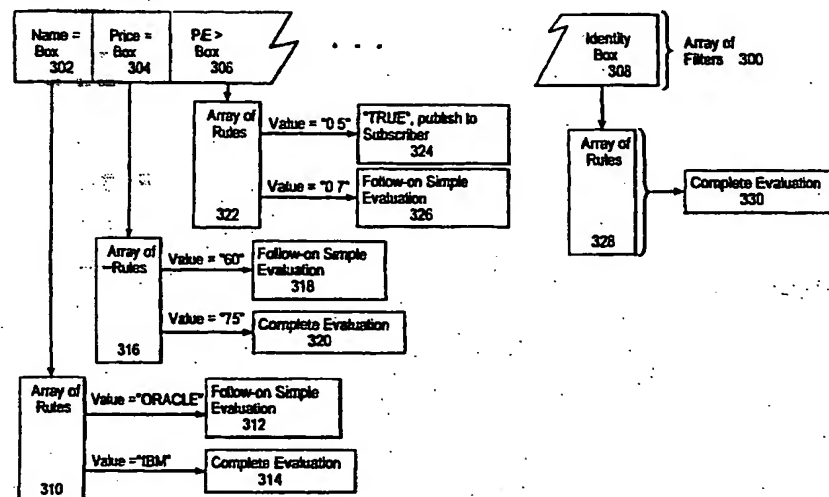 Name =
Box
302
Price =
Box
304
P/E >
Box
306
. . .
Identity
Box
308
Array of
Filters 300
Array of
Rules
322
Value = "0 5"
"TRUE", publish to
Subscriber
324
Value = "0 7"
Follow-on Simple
Evaluation
326
Array of
Rules
328
Complete Evaluation
330
Array of
Rules
316
Value = "60"
Follow-on Simple
Evaluation
318
Value = "75"
Complete Evaluation
320
Array of
Rules
310
Value ="ORACLE"
Follow-on Simple
Evaluation
312
Value ="IBM"
Complete Evaluation
314